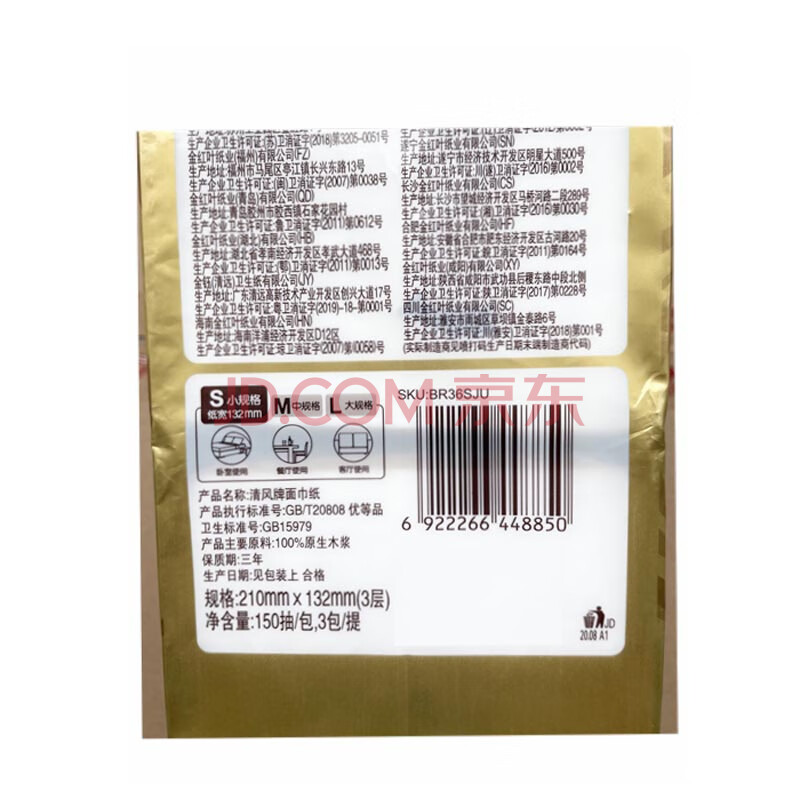 生产企业卫生许可证:(苏)卫消证字(2018)第3205-0051号
金红叶纸业(福州)有限公司(FZ)
生产地址:福州市马尾区亭江镇长兴东路13号
生产企业卫生许可证:(闽)卫消证字(2007)第0038号
金红叶纸业(青岛)有限公司(QD)
生产地址:青岛胶州市胶西镇石家花园村
生产企业卫生许可证:鲁卫消证字(2011)第0612号
金红叶纸业(湖北)有限公司(HB)
生产地址:湖北省孝南经济开发区孝武大道468号
生产企业卫生许可证:(鄂)卫消证字(2011)第0013号
金钰(清远)卫生纸有限公司(JY)
生产地址:广东清远高新技术产业开发区创兴大道17号
生产企业卫生许可证:粤卫消证字(2019)-18-第0001号
海南金红叶纸业有限公司(HN)
生产地址:海南洋浦经济开发区D12区
生产企业卫生许可证:琼卫消证字(2007)第(0058)号
遂宁金红叶纸业有限公司(SN)
生产地址:遂宁市经济技术开发区明星大道500号
生产企业卫生许可证:川(遂)卫消证字(2016)第0002号
长沙金红叶纸业有限公司(CS)
生产地址:长沙市望城经济开发区马桥河路二段289号
生产企业卫生许可证:(湘)卫消证字(2016)第0030号
合肥金红叶纸业有限公司(HF)
生产地址:安徽省合肥市肥东经济开发区古河路20号
生产企业卫生许可证:皖卫消证字(2011)第0164号
金红叶纸业(咸阳)有限公司(XY)
生产地址:陕西省咸阳市武功县后稷东路中段北侧
生产企业卫生许可证:陕卫消证字(2017)第0228号
四川金红叶纸业有限公司(SC)
生产地址:雅安市雨城区草坝镇金泰路6号
生产企业卫生许可证:川(雅安)卫消证字(2018)第001号
(实际制造商见喷打码生产日期末端制造商代码)
S 小规格
纸宽132mm
M中规格
L大规格
卧室使用
餐厅使用
客厅使用
JD.COM 京东
SKU:BR36SJU
6 922266 448850
产品名称:清风牌面巾纸
产品执行标准号:GB/T20808 优等品
卫生标准号:GB15979
产品主要原料:100%原生木浆
保质期:三年
生产日期:见包装上 合格
规格:210mm x 132mm(3层)
净含量:150抽/包,3包/提
JD
20.08 A1